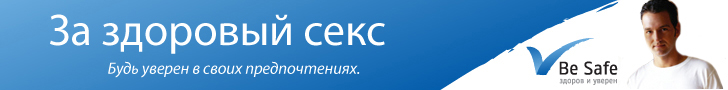 За здоровый секс
Будь уверен в своих предпочтениях.
Be Safe
здоров и уверен